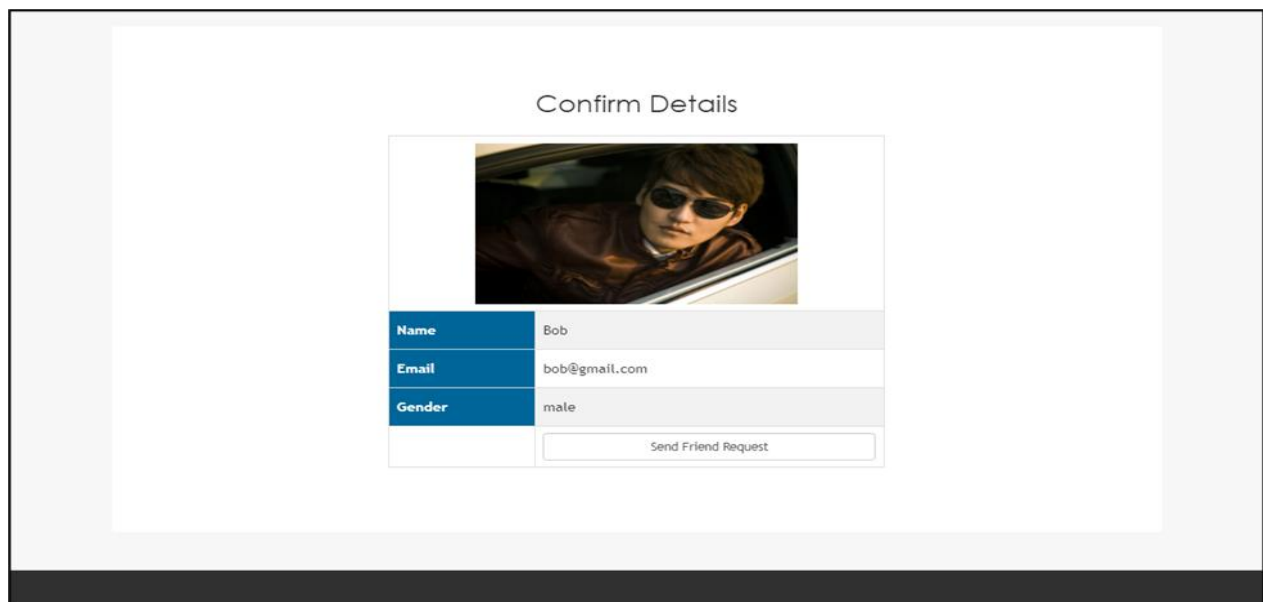 Confirm Details
Name Bob
Email bob@gmail.com
Gender male
Send Friend Request